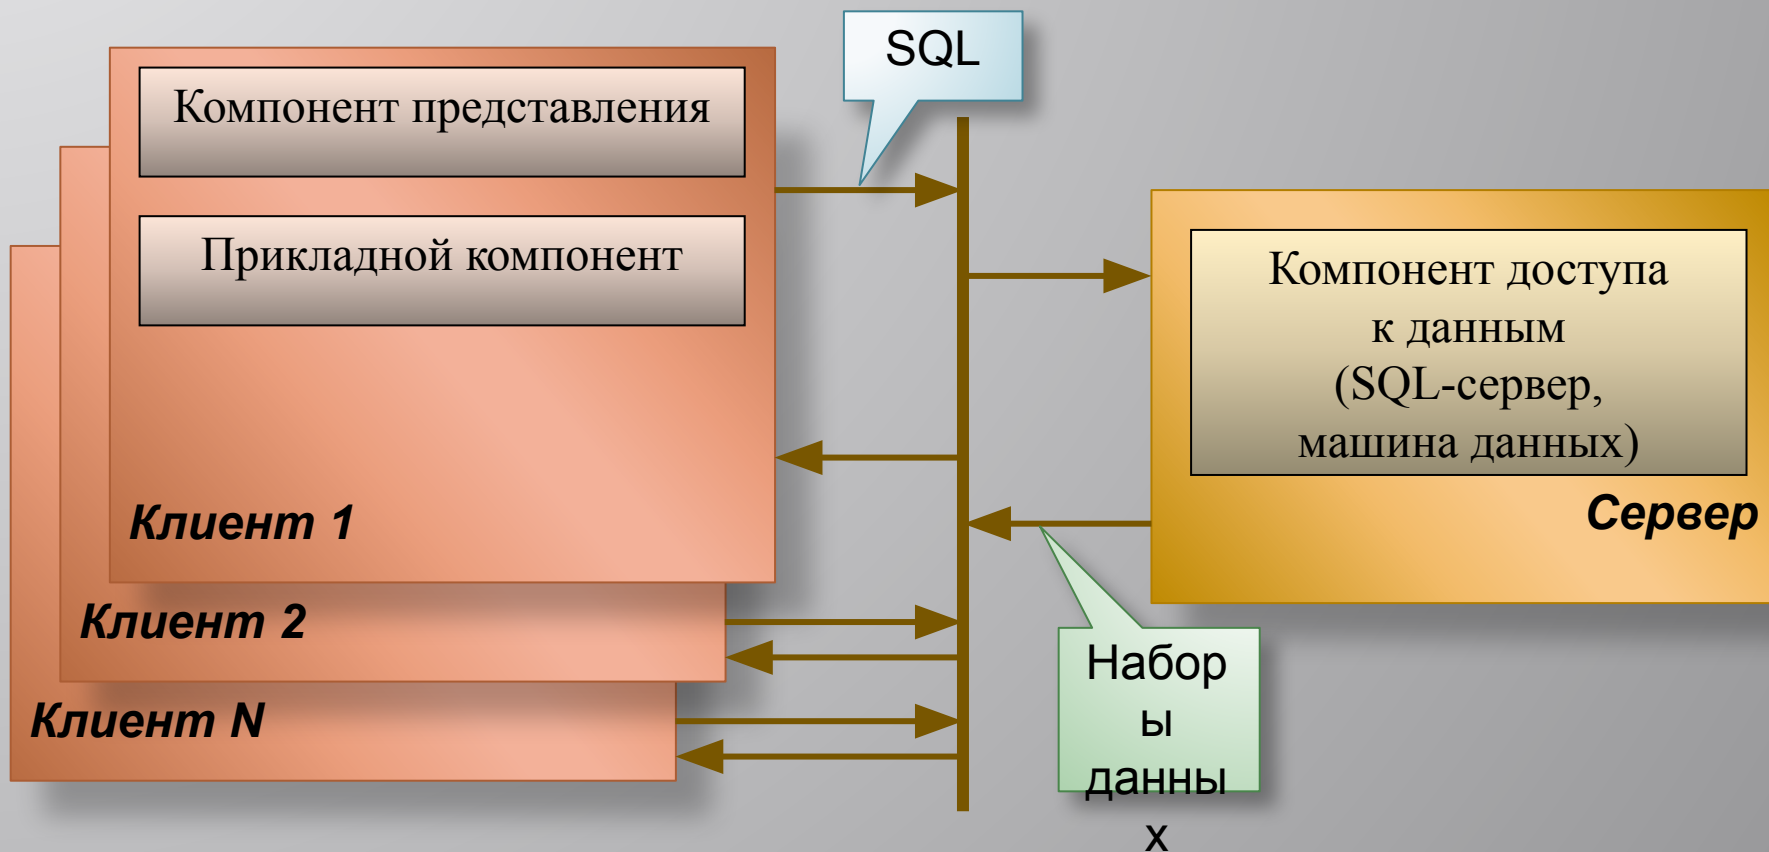 SQL
Компонент представления
Прикладной компонент
Компонент доступа
к данным
(SQL-сервер,
машина данных)
Сервер
Клиент 1
Клиент 2
Клиент N
Набор
ы
данны
х